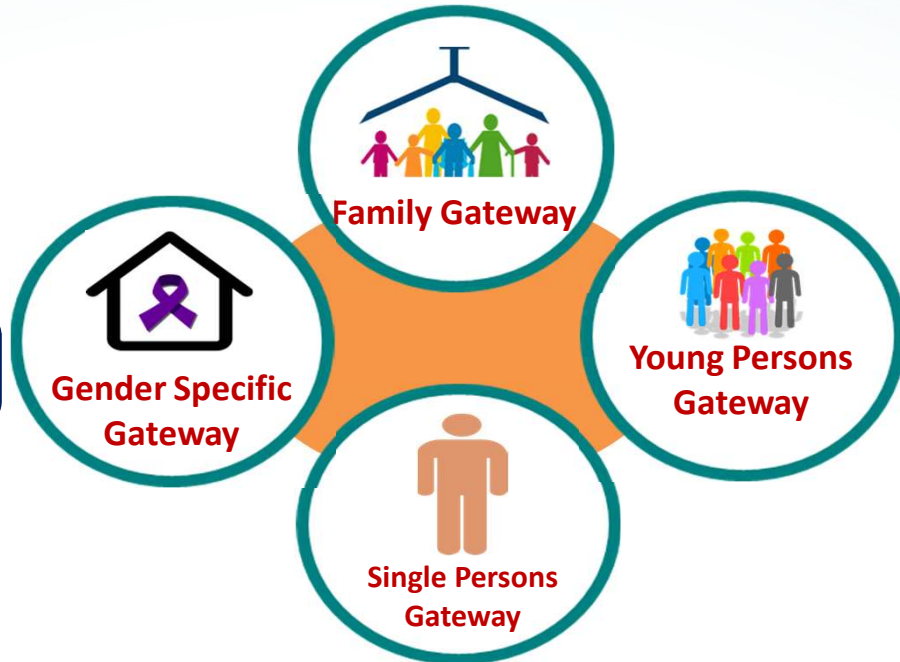 Family Gateway
Gender Specific
Gateway
Young Persons
Gateway
Single Persons
Gateway